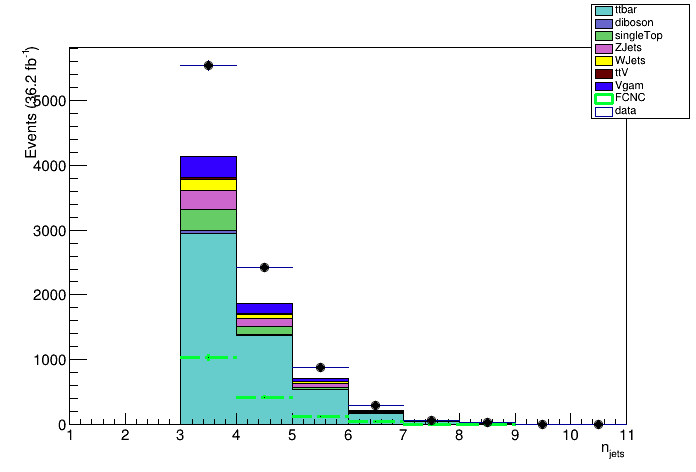 ttbar
diboson
singleTop
ZJets
WJets
ttV
Vgam
FCNC
data
Events (36.2 fb⁻¹)
5000
4000
3000
2000
1000
0
1 2 3 4 5 6 7 8 9 10 11
n_jets